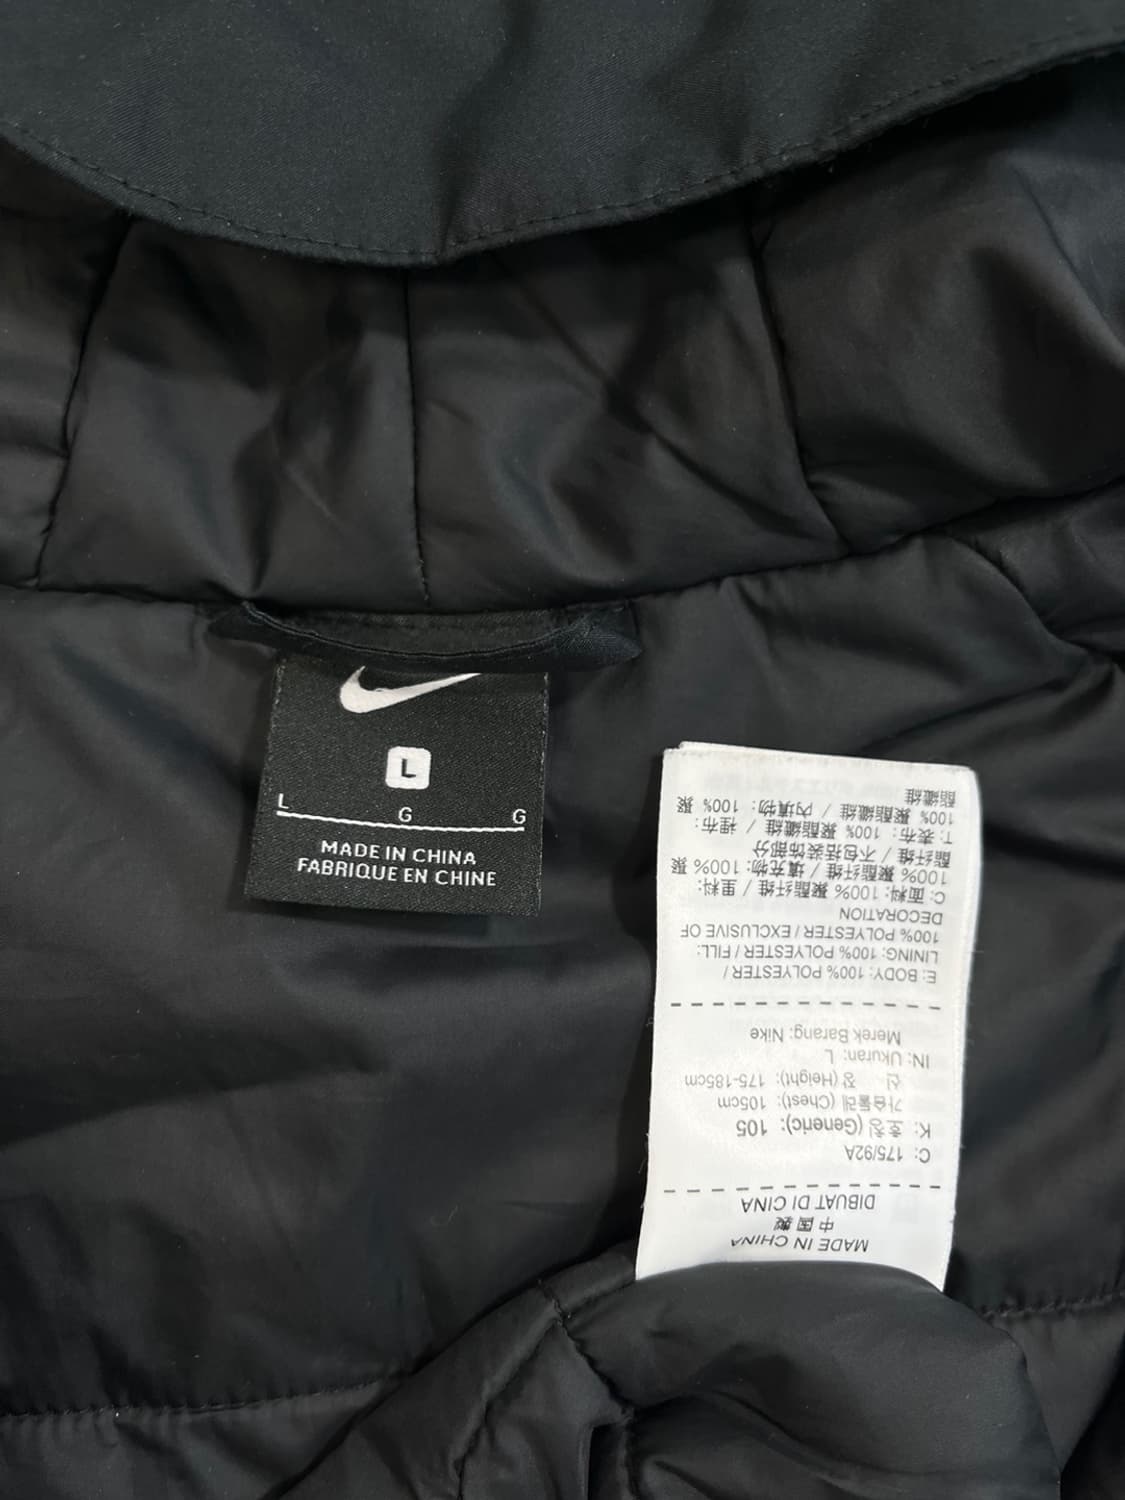 L
L G G
MADE IN CHINA
FABRIQUE EN CHINE
MADE IN CHINA
中国製
DIBUAT DI CINA
C: 175/92A
K: 호칭 (Generic): 105
가슴둘레 (Chest): 105cm
신 장 (Height): 175-185cm
IN: Ukuran: L
Merek Barang: Nike
E: BODY: 100% POLYESTER /
LINING: 100% POLYESTER / FILL:
100% POLYESTER / EXCLUSIVE OF
DECORATION
C: 面料: 100% 聚酯纤维 / 里料:
100% 聚酯纤维 / 填充物: 100% 聚
酯纤维 / 不包括装饰部分
T: 表布: 100% 聚酯纖維 / 裡布:
100% 聚酯纖維 / 內填物: 100% 聚
酯纖維